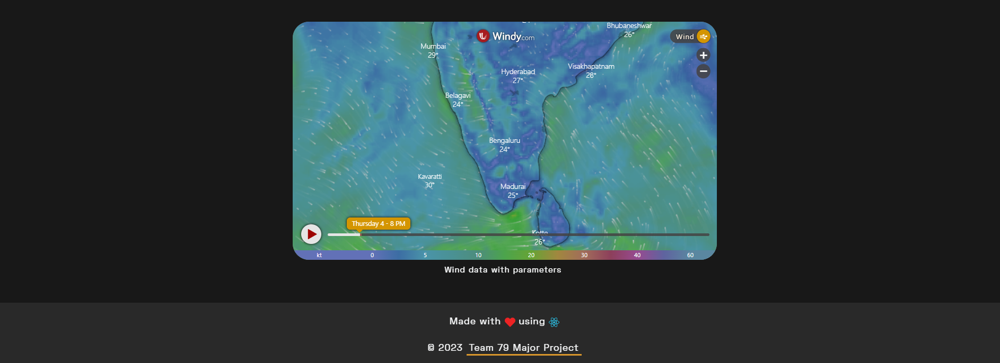 Bhubaneshwar
26°
Windy.com
Wind
Mumbai
29°
+
−
Visakhapatnam
28°
Hyderabad
27°
Belagavi
24°
Bengaluru
24°
Kavaratti
30°
Madurai
25°
Thursday 4 - 8 PM
Kotte
26°
kt 0 5 10 20 30 40 60
Wind data with parameters
Made with using
© 2023 Team 79 Major Project